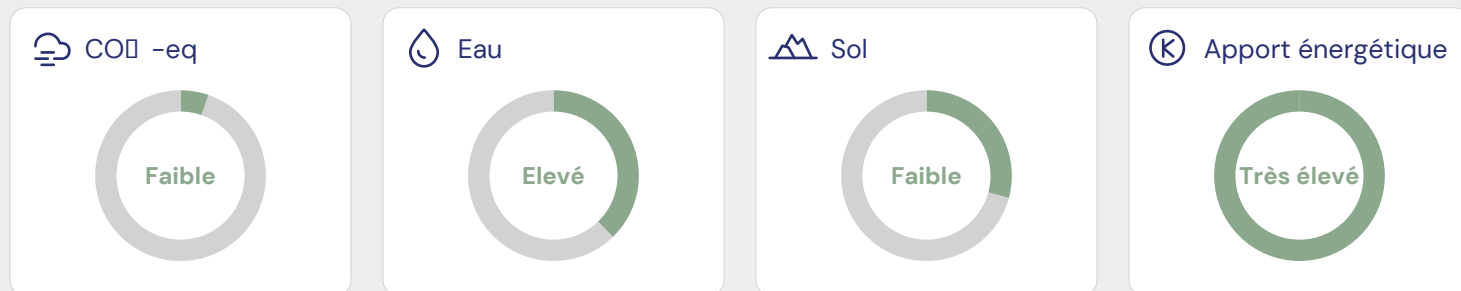 CO▯ -eq
Faible
Eau
Elevé
Sol
Faible
Apport énergétique
Très élevé